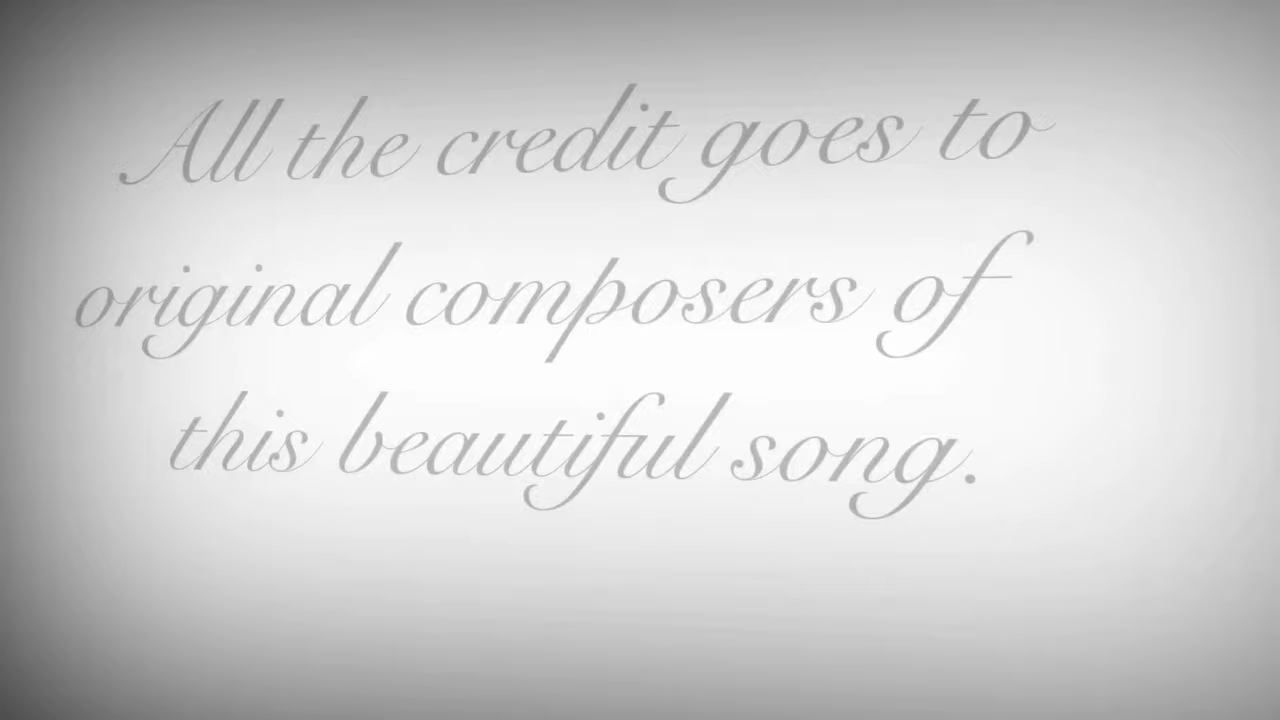 All the credit goes to
original composers of
this beautiful song.